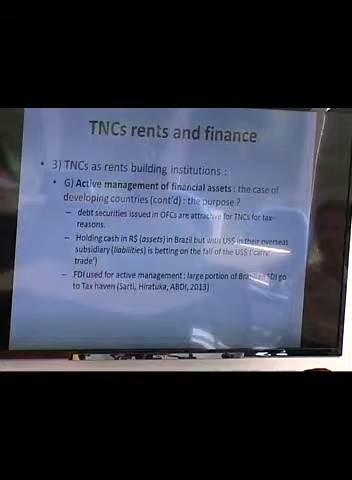 TNCs rents and finance
• 3) TNCs as rents building institutions :
• G) Active management of financial assets : the case of
developing countries (cont'd) : the purpose ?
– debt securities issued in OFCs are attractive for TNCs for tax-
reasons.
– Holding cash in R$ (assets) in Brazil but with US$ in their overseas
subsidiary (liabilities) is betting on the fall of the US$ ('carry
trade')
– FDI used for active management : large portion of FDI go
to Tax haven (Sarti, Hiratuka, ABDI, 2013)
SONY